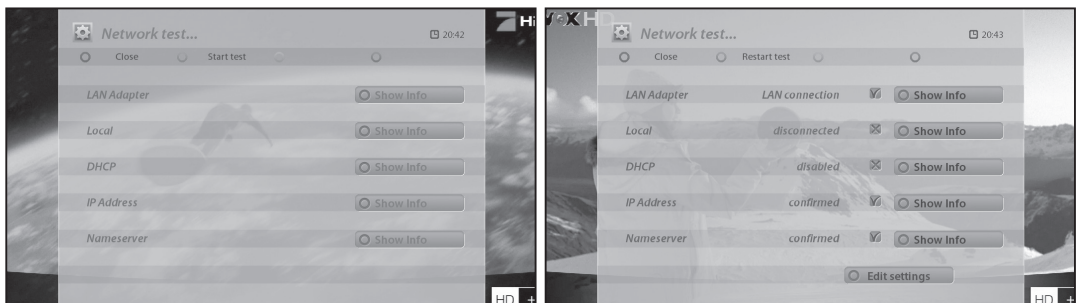 Network test...
20:42
Close
Start test
LAN Adapter
Show Info
Local
Show Info
DHCP
Show Info
IP Address
Show Info
Nameserver
Show Info
Hi
HD +
VOX HD
Network test...
20:43
Close
Restart test
LAN Adapter LAN connection Show Info
Local disconnected Show Info
DHCP disabled Show Info
IP Address confirmed Show Info
Nameserver confirmed Show Info
Edit settings
HD +